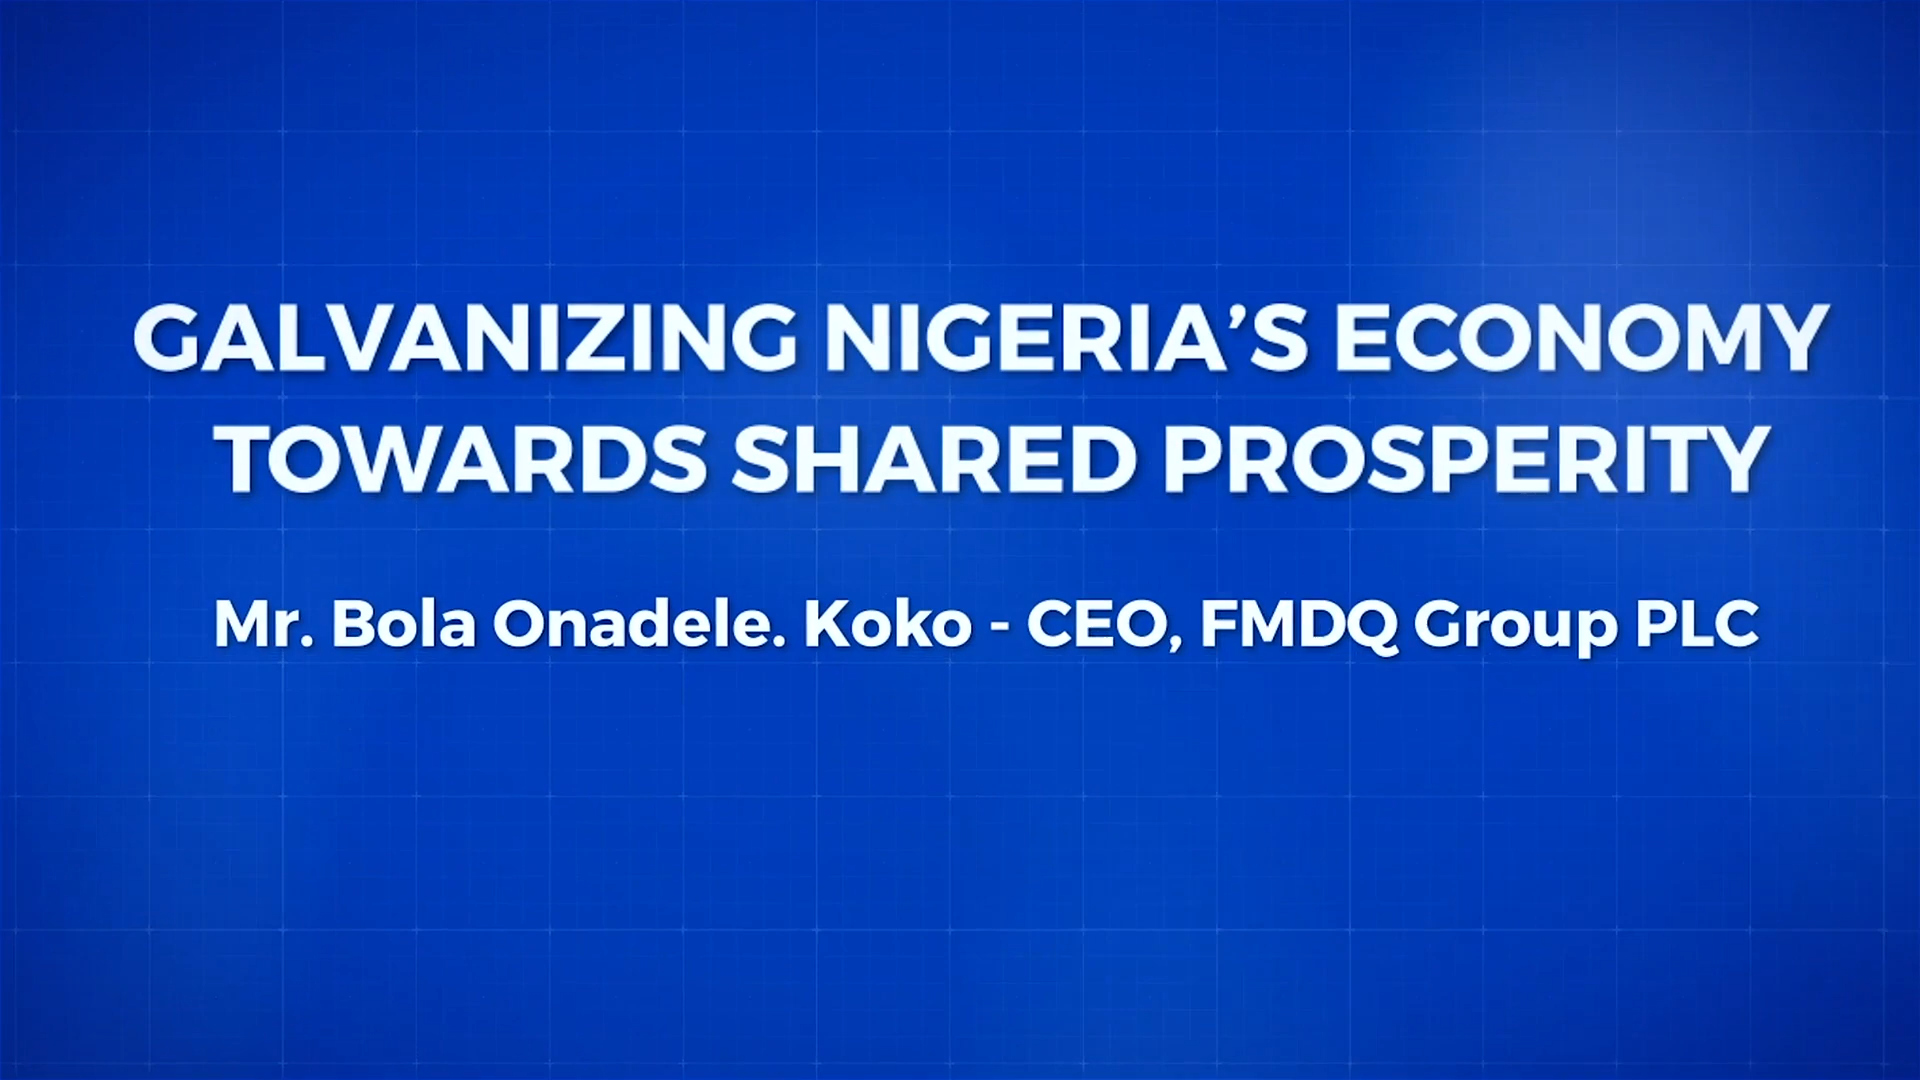 GALVANIZING NIGERIA’S ECONOMY
TOWARDS SHARED PROSPERITY
Mr. Bola Onadele. Koko - CEO, FMDQ Group PLC